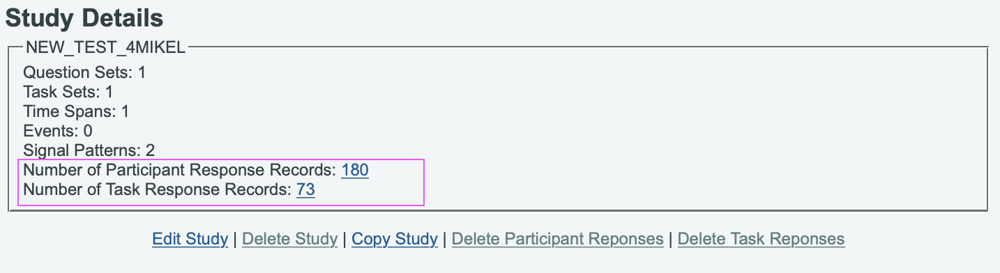 Study Details
NEW_TEST_4MIKEL
Question Sets: 1
Task Sets: 1
Time Spans: 1
Events: 0
Signal Patterns: 2
Number of Participant Response Records: 180
Number of Task Response Records: 73
Edit Study | Delete Study | Copy Study | Delete Participant Reponses | Delete Task Reponses